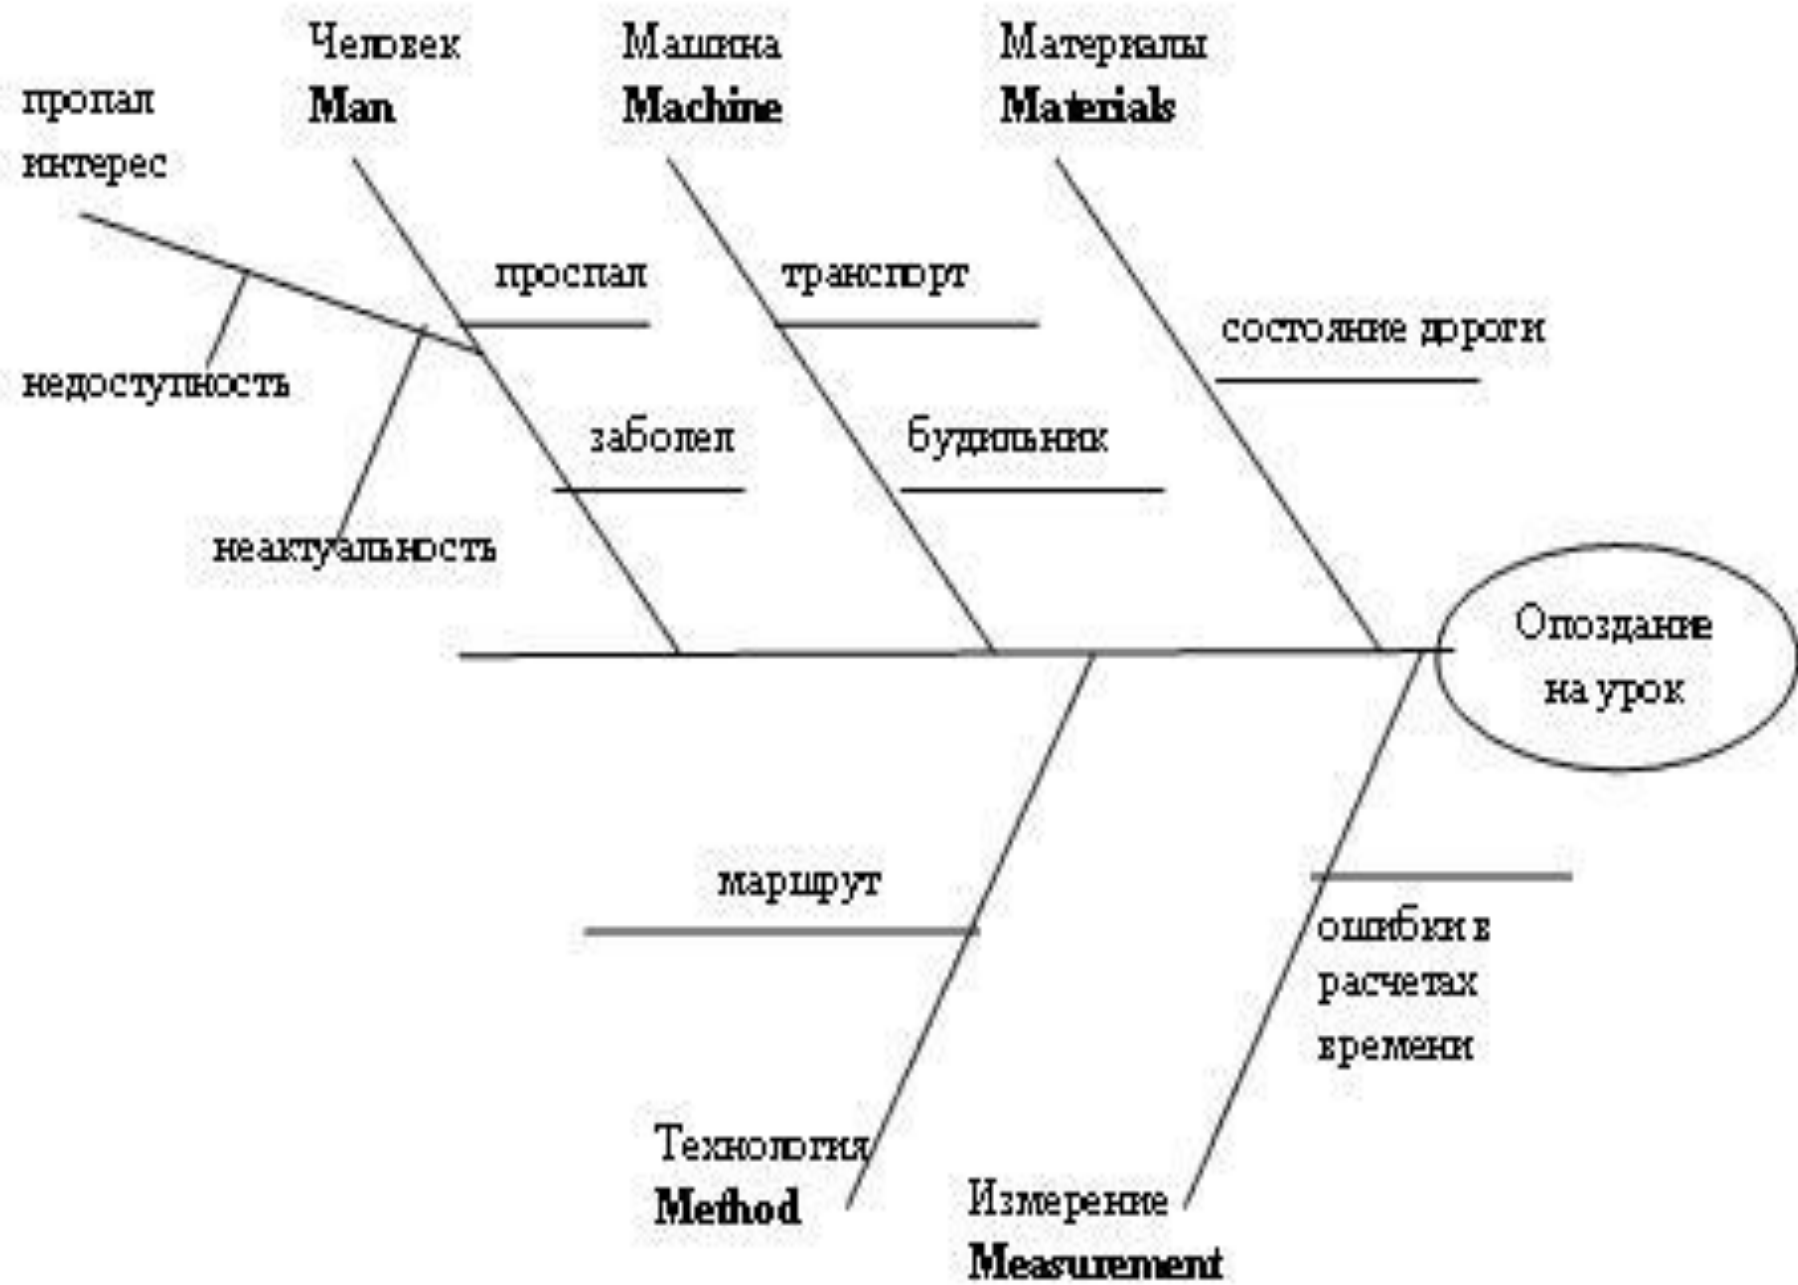 Человек
Man
Машина
Machine
Материалы
Materials
пропал
интерес
проспал
транспорт
состояние дороги
недоступность
заболел
будильник
неактуальность
Опоздание
на урок
маршрут
ошибки в
расчетах
времени
Технология
Method
Измерение
Measurement